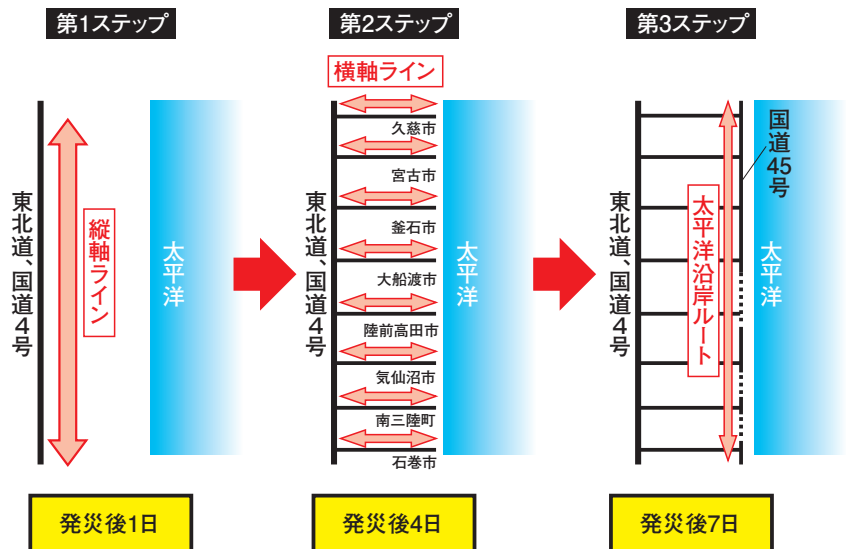 第1ステップ
東北道、国道4号
縦軸ライン
太平洋
発災後1日
第2ステップ
横軸ライン
東北道、国道4号
久慈市
宮古市
釜石市
大船渡市
陸前高田市
気仙沼市
南三陸町
石巻市
太平洋
発災後4日
第3ステップ
東北道、国道4号
太平洋沿岸ルート
国道45号
太平洋
発災後7日